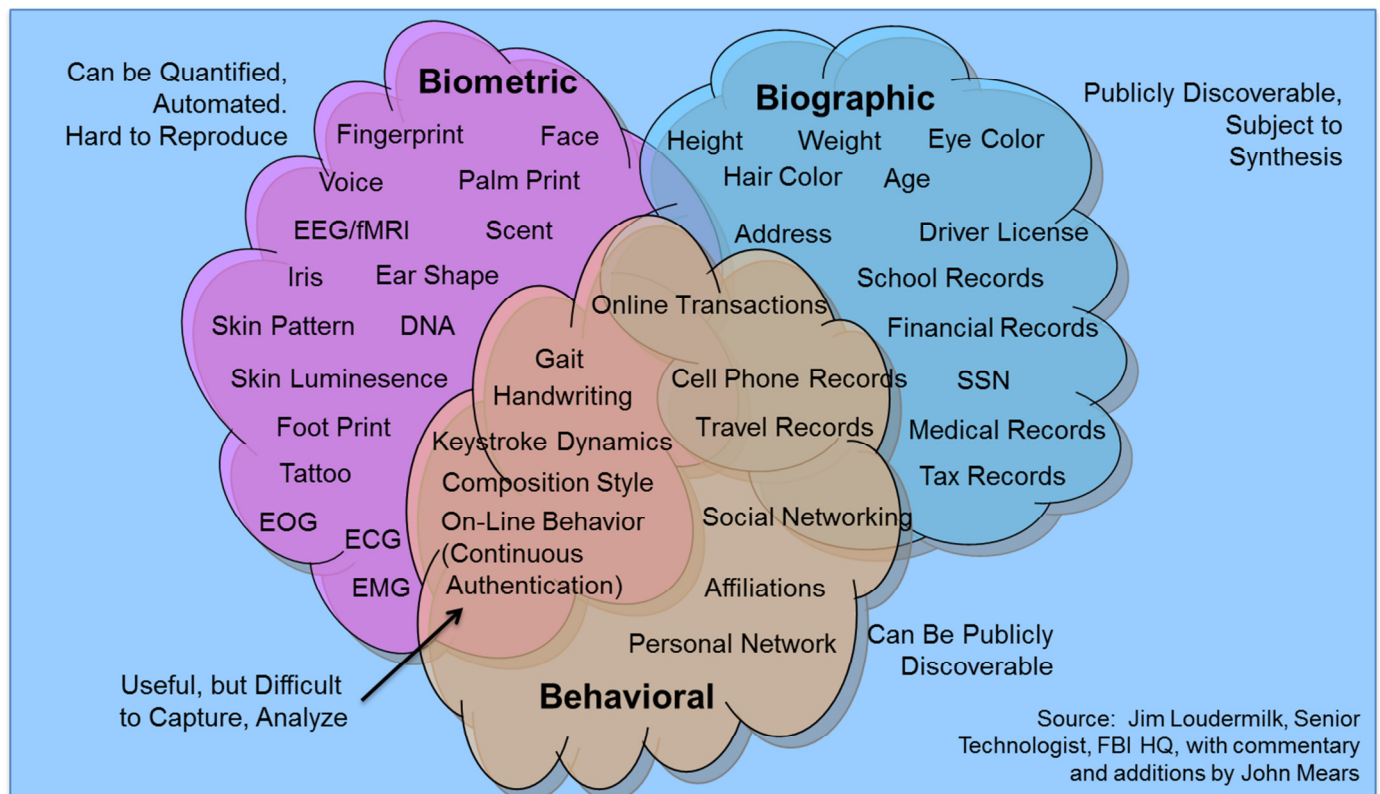 Can be Quantified,
Automated.
Hard to Reproduce
Biometric
Fingerprint
Face
Voice
Palm Print
EEG/fMRI
Scent
Iris
Ear Shape
Skin Pattern
DNA
Skin Luminesence
Foot Print
Tattoo
EOG
ECG
EMG
Biographic
Height
Weight
Eye Color
Hair Color
Age
Address
Driver License
School Records
Financial Records
SSN
Medical Records
Tax Records
Publicly Discoverable,
Subject to
Synthesis
Online Transactions
Cell Phone Records
Travel Records
Social Networking
Gait
Handwriting
Keystroke Dynamics
Composition Style
On-Line Behavior
(Continuous
Authentication)
Affiliations
Personal Network
Behavioral
Can Be Publicly
Discoverable
Useful, but Difficult
to Capture, Analyze
Source: Jim Loudermilk, Senior
Technologist, FBI HQ, with commentary
and additions by John Mears